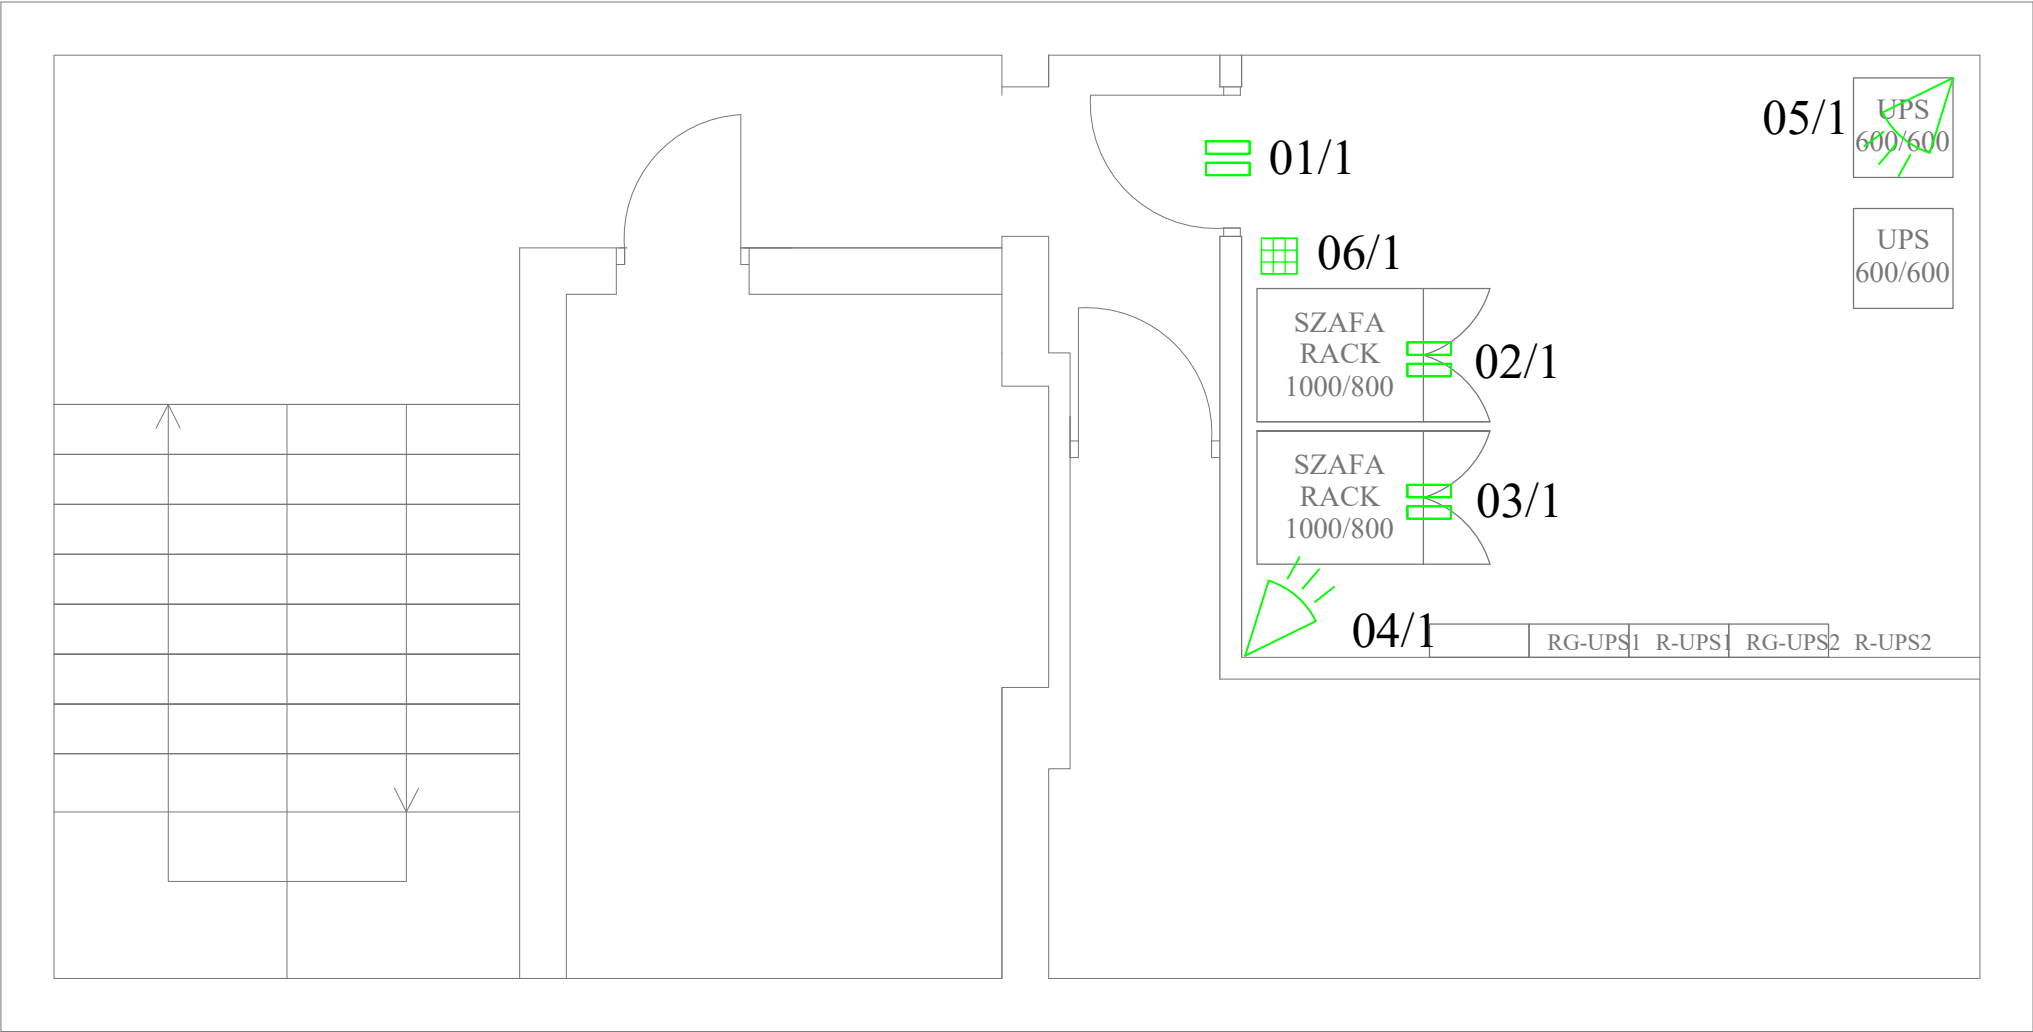 05/1
UPS
600/600
01/1
06/1
UPS
600/600
SZAFA
RACK
1000/800
02/1
SZAFA
RACK
1000/800
03/1
04/1
RG-UPS1 R-UPS1 RG-UPS2 R-UPS2